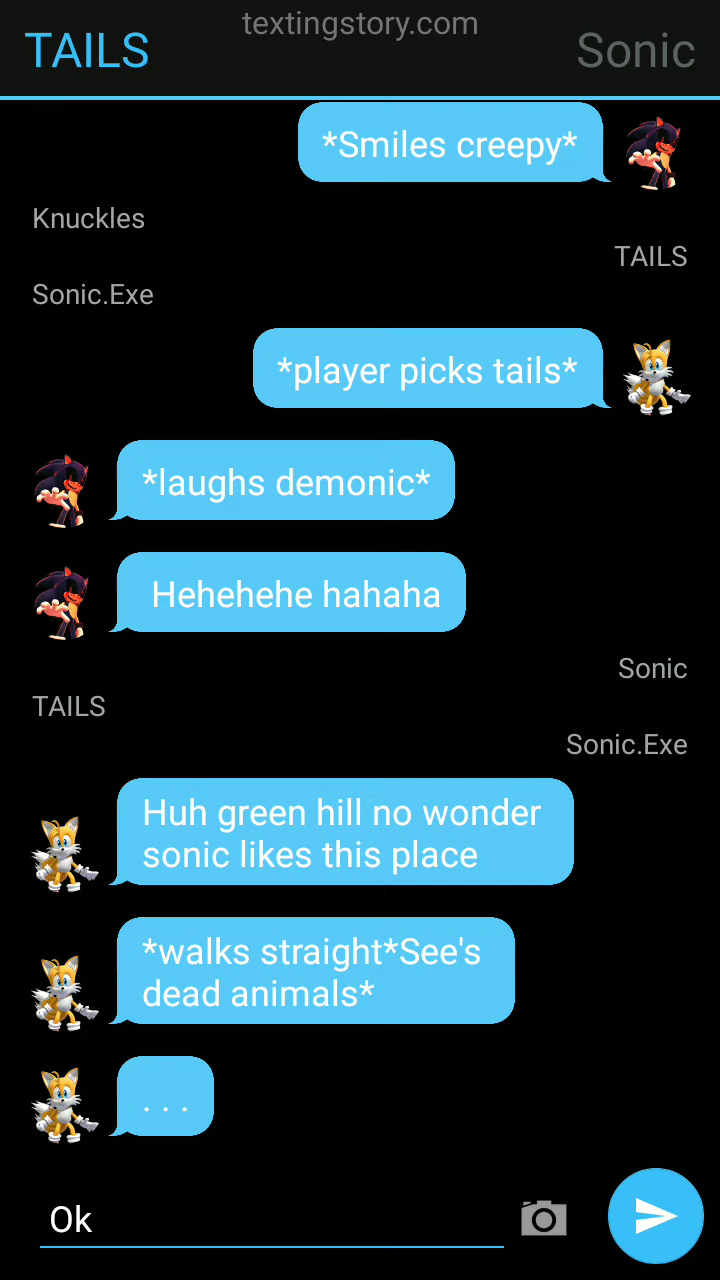 textingstory.com
TAILS
Sonic
*Smiles creepy*
Knuckles
TAILS
Sonic.Exe
*player picks tails*
*laughs demonic*
Hehehehe hahaha
Sonic
TAILS
Sonic.Exe
Huh green hill no wonder
sonic likes this place
*walks straight*See's
dead animals*
. . .
Ok